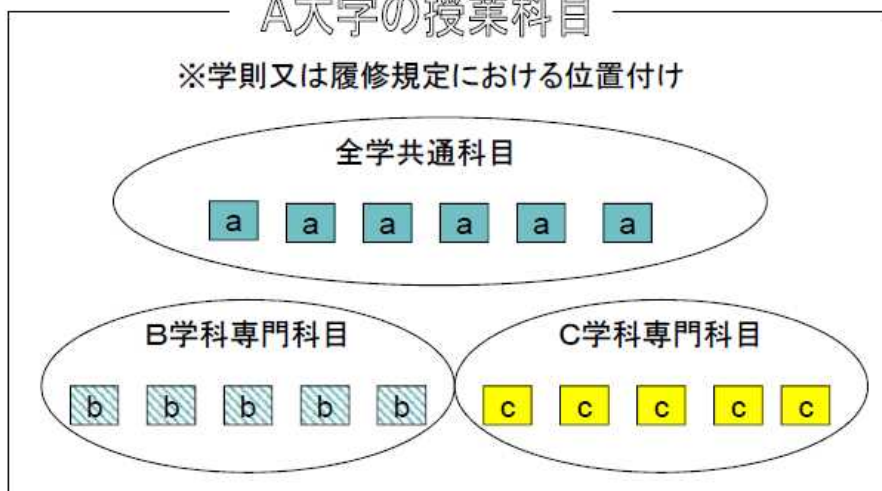 A大学の授業科目
※学則又は履修規定における位置付け
全学共通科目
a a a a a a
B学科専門科目 C学科専門科目
b b b b b c c c c c